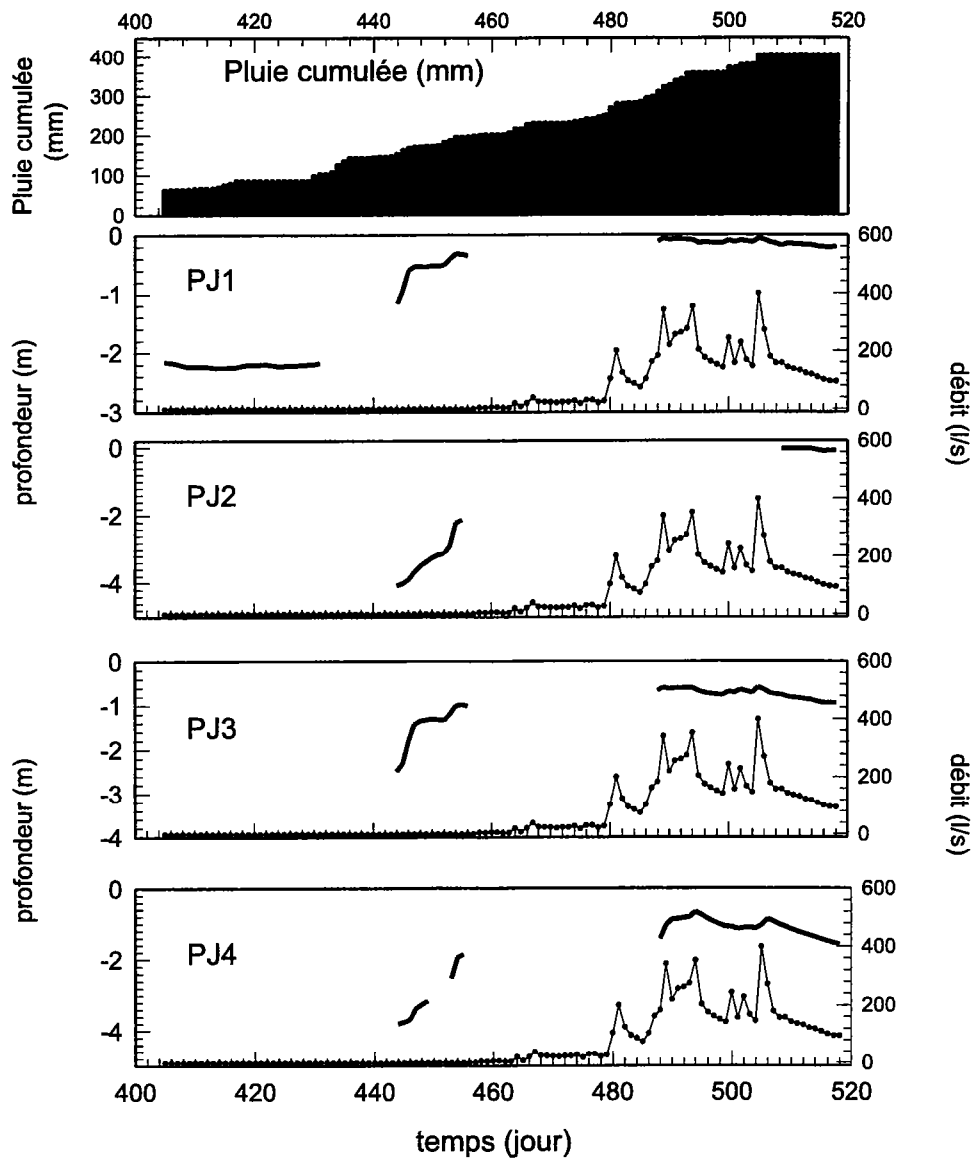 400 420 440 460 480 500 520
Pluie cumulée (mm)
Pluie cumulée
(mm)
400
300
200
100
0
PJ1
0
-1
-2
-3
600
400
200
0
PJ2
0
-2
-4
600
400
200
0
profondeur (m)
débit (l/s)
PJ3
0
-1
-2
-3
-4
600
400
200
0
PJ4
0
-2
-4
600
400
200
0
profondeur (m)
débit (l/s)
400 420 440 460 480 500 520
temps (jour)